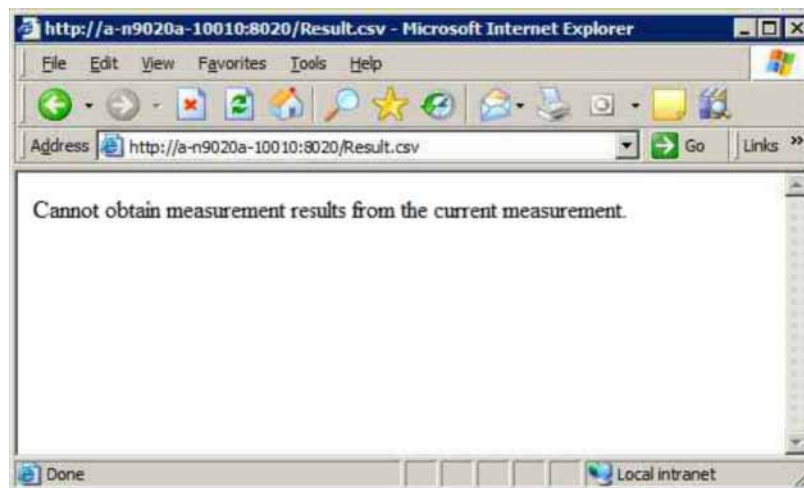 http://a-n9020a-10010:8020/Result.csv - Microsoft Internet Explorer
File Edit View Favorites Tools Help
Address http://a-n9020a-10010:8020/Result.csv Go Links »
Cannot obtain measurement results from the current measurement.
Done Local intranet